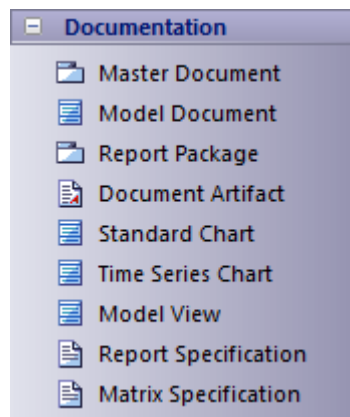 Documentation
Master Document
Model Document
Report Package
Document Artifact
Standard Chart
Time Series Chart
Model View
Report Specification
Matrix Specification